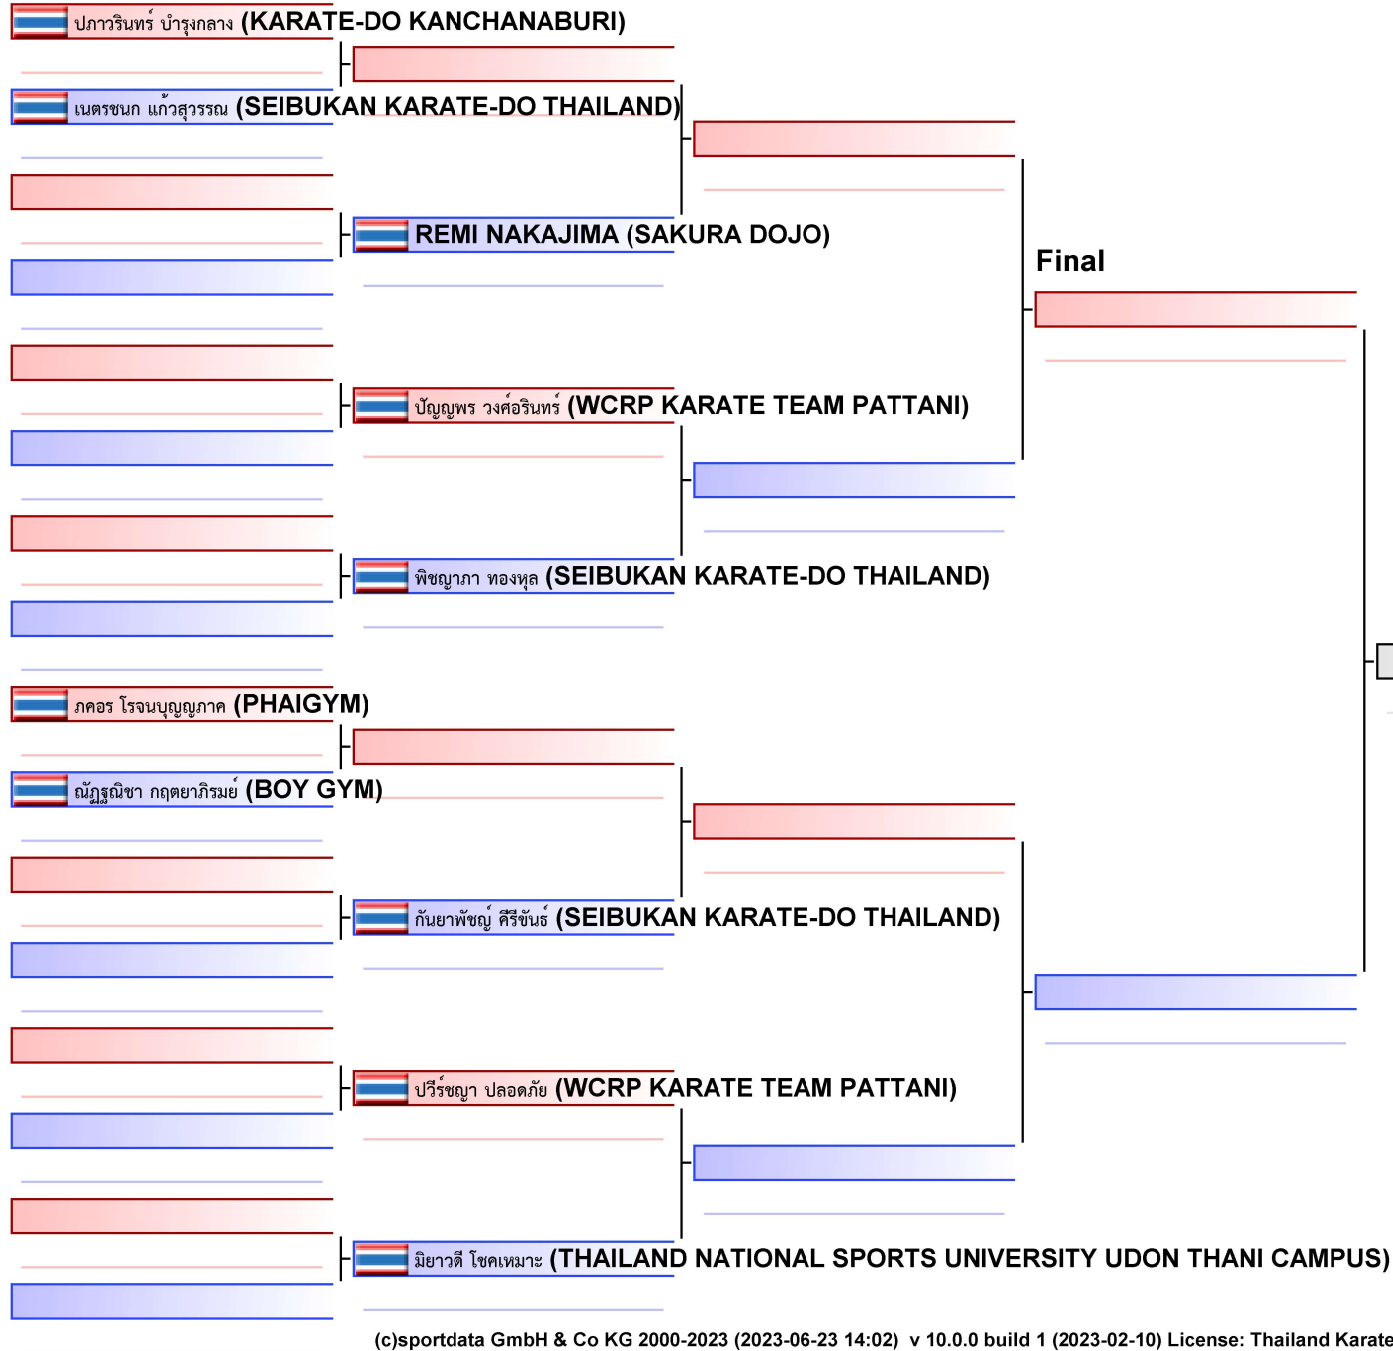 ปภาวรินทร์ บำรุงกลาง (KARATE-DO KANCHANABURI)
เนตรชนก แก้วสุวรรณ (SEIBUKAN KARATE-DO THAILAND)
REMI NAKAJIMA (SAKURA DOJO)
Final
ปัญญพร วงศ์อรินทร์ (WCRP KARATE TEAM PATTANI)
พิชญาภา ทองหุล (SEIBUKAN KARATE-DO THAILAND)
ภคอร โรจนบุญญภาค (PHAIGYM)
ณัฏฐณิชา กฤตยาภิรมย์ (BOY GYM)
กันยาพัชญ์ คีรีขันธ์ (SEIBUKAN KARATE-DO THAILAND)
ปวีร์ชญา ปลอดภัย (WCRP KARATE TEAM PATTANI)
มิยาวดี โชคเหมาะ (THAILAND NATIONAL SPORTS UNIVERSITY UDON THANI CAMPUS)
(c)sportdata GmbH & Co KG 2000-2023 (2023-06-23 14:02) v 10.0.0 build 1 (2023-02-10) License: Thailand Karate